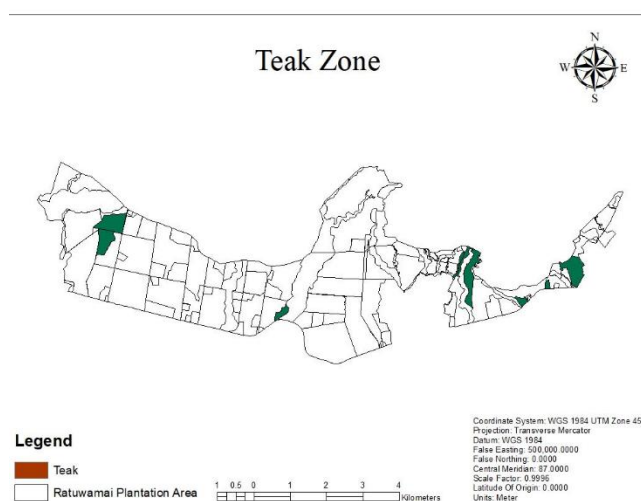 Teak Zone
N
W
E
S
Legend
Teak
Ratuwamai Plantation Area
1 0.5 0 1 2 3 4
Kilometers
Coordinate System: WGS 1984 UTM Zone 45
Projection: Transverse Mercator
Datum: WGS 1984
False Easting: 500,000.0000
False Northing: 0.0000
Central Meridian: 87.0000
Scale Factor: 0.9996
Latitude Of Origin: 0.0000
Units: Meter